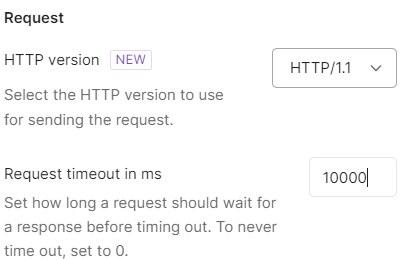 Request
HTTP version NEW
HTTP/1.1
Select the HTTP version to use
for sending the request.
Request timeout in ms
10000
Set how long a request should wait for
a response before timing out. To never
time out, set to 0.